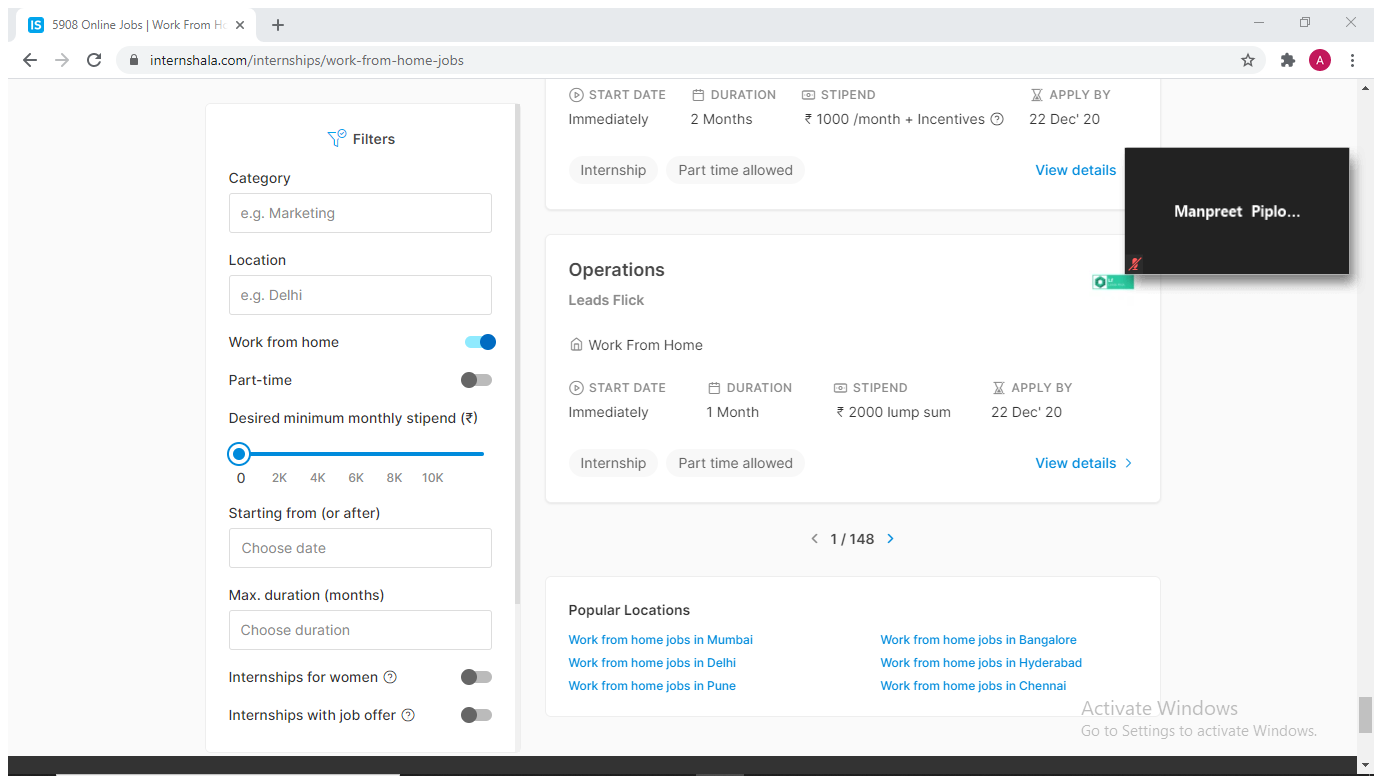 IS 5908 Online Jobs | Work From Ho
internshala.com/internships/work-from-home-jobs
A
Filters
Category
e.g. Marketing
Location
e.g. Delhi
Work from home
Part-time
Desired minimum monthly stipend (₹)
0 2K 4K 6K 8K 10K
Starting from (or after)
Choose date
Max. duration (months)
Choose duration
Internships for women ?
Internships with job offer ?
START DATE DURATION STIPEND APPLY BY
Immediately 2 Months ₹ 1000 /month + Incentives ? 22 Dec' 20
Internship Part time allowed View details
Manpreet Piplo...
Operations
Leads Flick
Work From Home
START DATE DURATION STIPEND APPLY BY
Immediately 1 Month ₹ 2000 lump sum 22 Dec' 20
Internship Part time allowed View details >
< 1 / 148 >
Popular Locations
Work from home jobs in Mumbai Work from home jobs in Bangalore
Work from home jobs in Delhi Work from home jobs in Hyderabad
Work from home jobs in Pune Work from home jobs in Chennai
Activate Windows
Go to Settings to activate Windows.